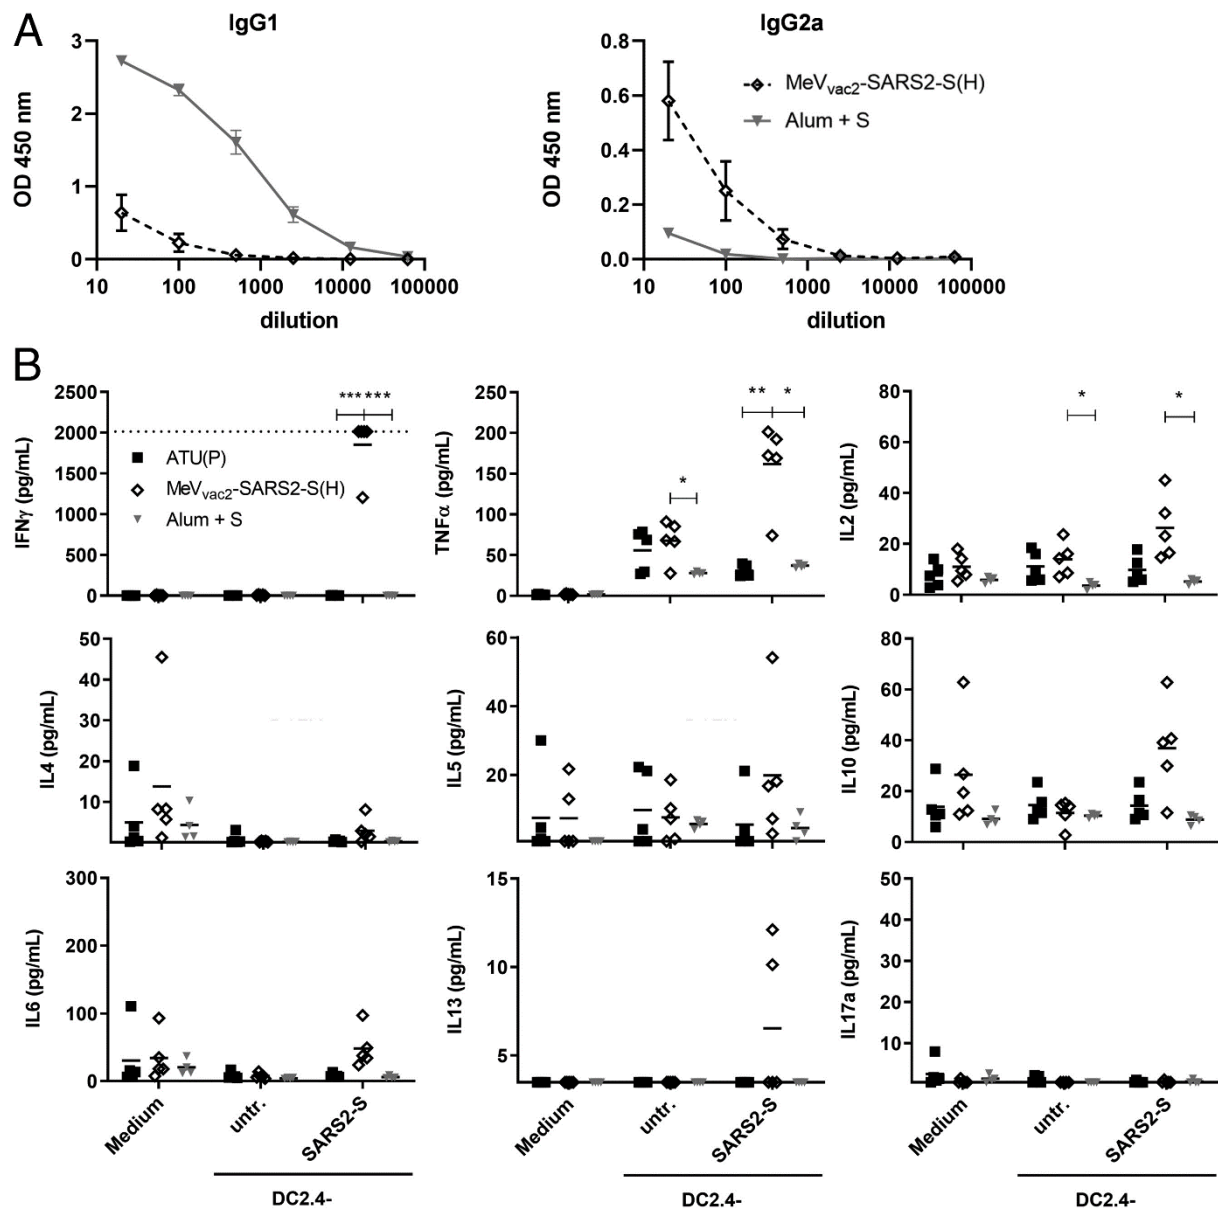 A
IgG1
IgG2a
3
2
1
0
OD 450 nm
10 100 1000 10000 100000
dilution
0.8
0.6
0.4
0.2
0.0
OD 450 nm
10 100 1000 10000 100000
dilution
MeVvac2-SARS2-S(H)
Alum + S
B
2500
2000
1500
1000
500
0
IFNγ (pg/mL)
*** ***
ATU(P)
MeVvac2-SARS2-S(H)
Alum + S
250
200
150
100
50
0
TNFα (pg/mL)
*
** *
80
60
40
20
0
IL2 (pg/mL)
*
*
50
40
30
20
10
IL4 (pg/mL)
60
40
20
IL5 (pg/mL)
80
60
40
20
0
IL10 (pg/mL)
300
200
100
0
IL6 (pg/mL)
Medium
untr.
SARS2-S
DC2.4-
15
10
5
IL13 (pg/mL)
Medium
untr.
SARS2-S
DC2.4-
50
40
30
20
10
IL17a (pg/mL)
Medium
untr.
SARS2-S
DC2.4-